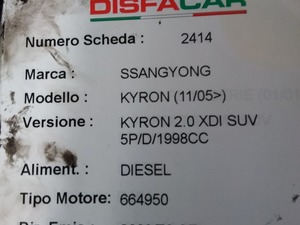 DISFACAR
Numero Scheda : 2414
Marca : SSANGYONG
Modello : KYRON (11/05>)
Versione : KYRON 2.0 XDI SUV
5P/D/1998CC
Aliment. : DIESEL
Tipo Motore: 664950